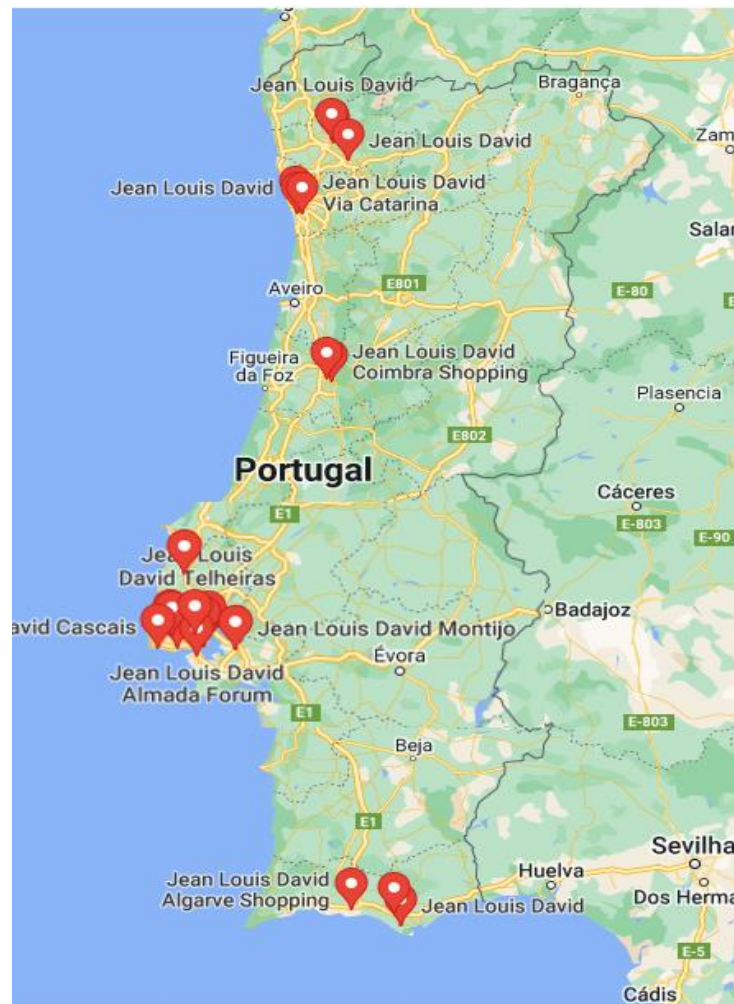 Jean Louis David
Bragança
Jean Louis David
Zam
Jean Louis David
Jean Louis David
Via Catarina
Salar
Aveiro
E801
E-80
Figueira
da Foz
Jean Louis David
Coimbra Shopping
Plasencia
E802
Portugal
Cáceres
E1
E-803
E-90
Jean Louis
David Telheiras
Badajoz
avid Cascais
Jean Louis David Montijo
Évora
Jean Louis David
Almada Forum
E1
E-803
Beja
E1
Sevilha
Jean Louis David
Algarve Shopping
Huelva
Jean Louis David
Dos Herma
E-5
Cádis